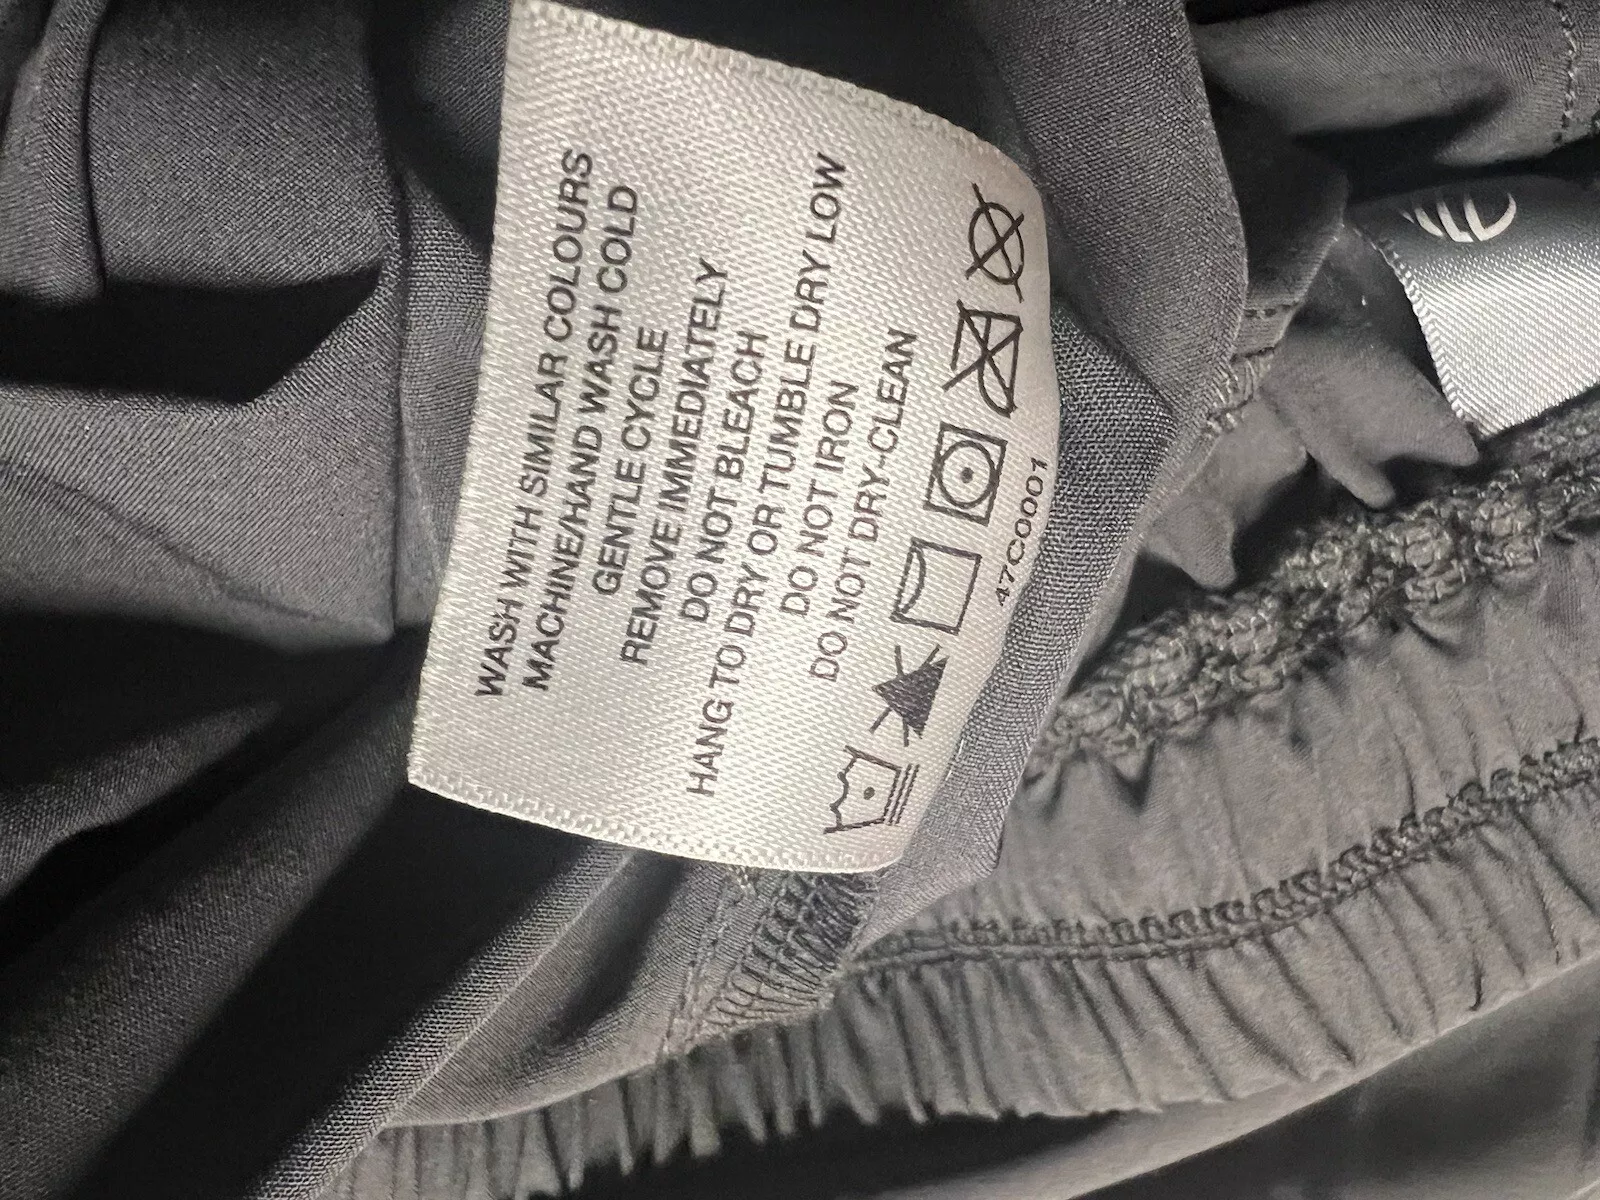 WASH WITH SIMILAR COLOURS
MACHINE/HAND WASH COLD
GENTLE CYCLE
REMOVE IMMEDIATELY
DO NOT BLEACH
HANG TO DRY OR TUMBLE DRY LOW
DO NOT IRON
DO NOT DRY-CLEAN
47C0001